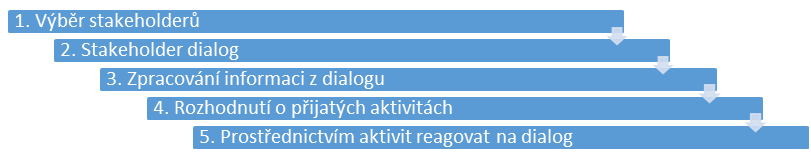 1. Výběr stakeholderů
2. Stakeholder dialog
3. Zpracování informaci z dialogu
4. Rozhodnutí o přijatých aktivitách
5. Prostřednictvím aktivit reagovat na dialog